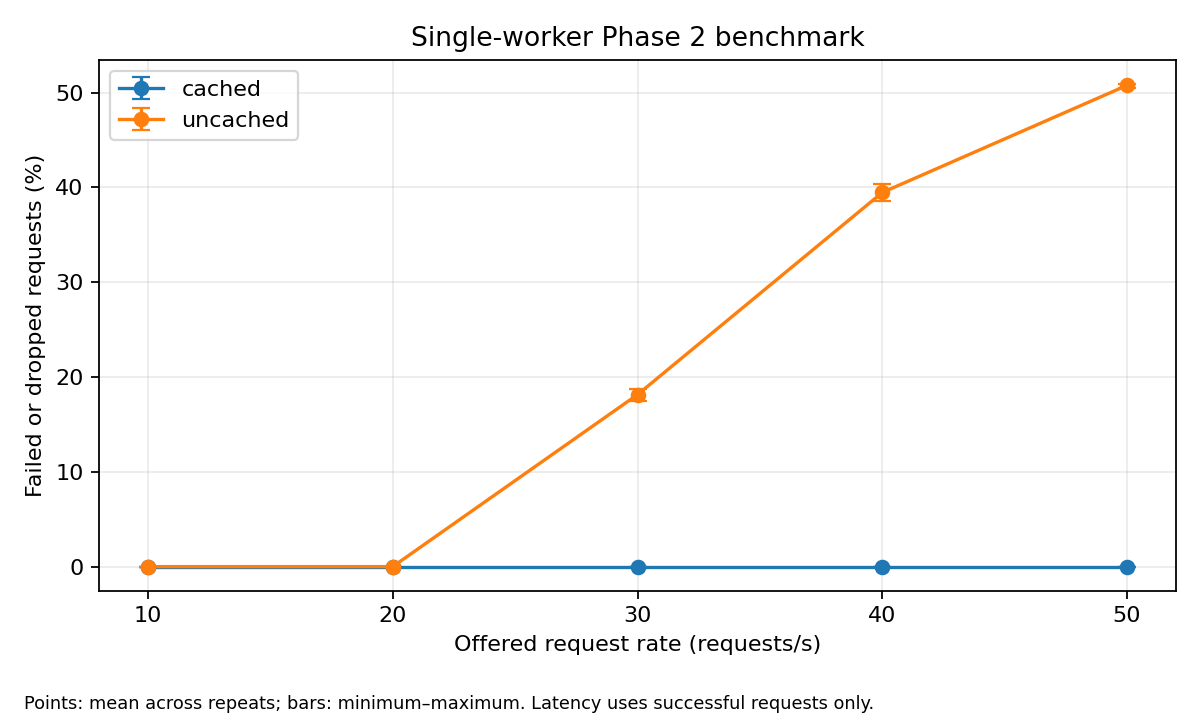 Single-worker Phase 2 benchmark
cached
uncached
Failed or dropped requests (%)
50
40
30
20
10
0
10 20 30 40 50
Offered request rate (requests/s)
Points: mean across repeats; bars: minimum–maximum. Latency uses successful requests only.